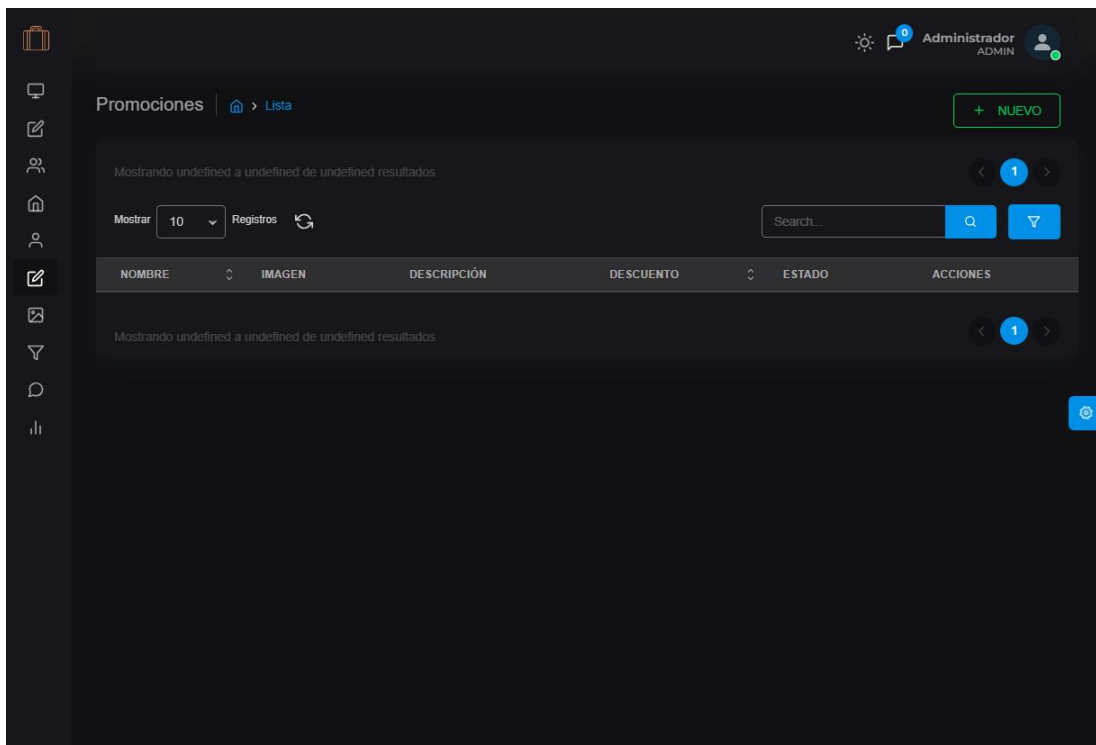 0
Administrador
ADMIN
Promociones
Lista
+ NUEVO
Mostrando undefined a undefined de undefined resultados
1
Mostrar 10 Registros
Search...
NOMBRE IMAGEN DESCRIPCIÓN DESCUENTO ESTADO ACCIONES
Mostrando undefined a undefined de undefined resultados
1